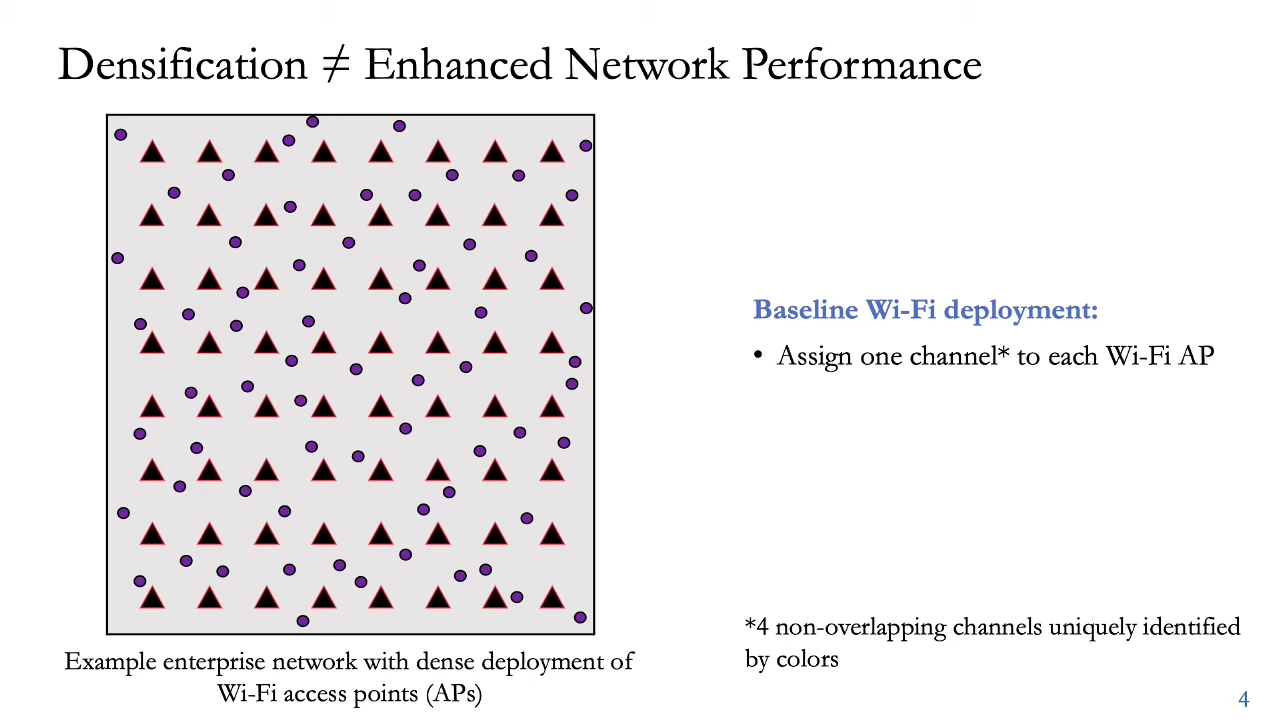 Densification ≠ Enhanced Network Performance
Baseline Wi-Fi deployment:
• Assign one channel* to each Wi-Fi AP
*4 non-overlapping channels uniquely identified
by colors
Example enterprise network with dense deployment of
Wi-Fi access points (APs)
4